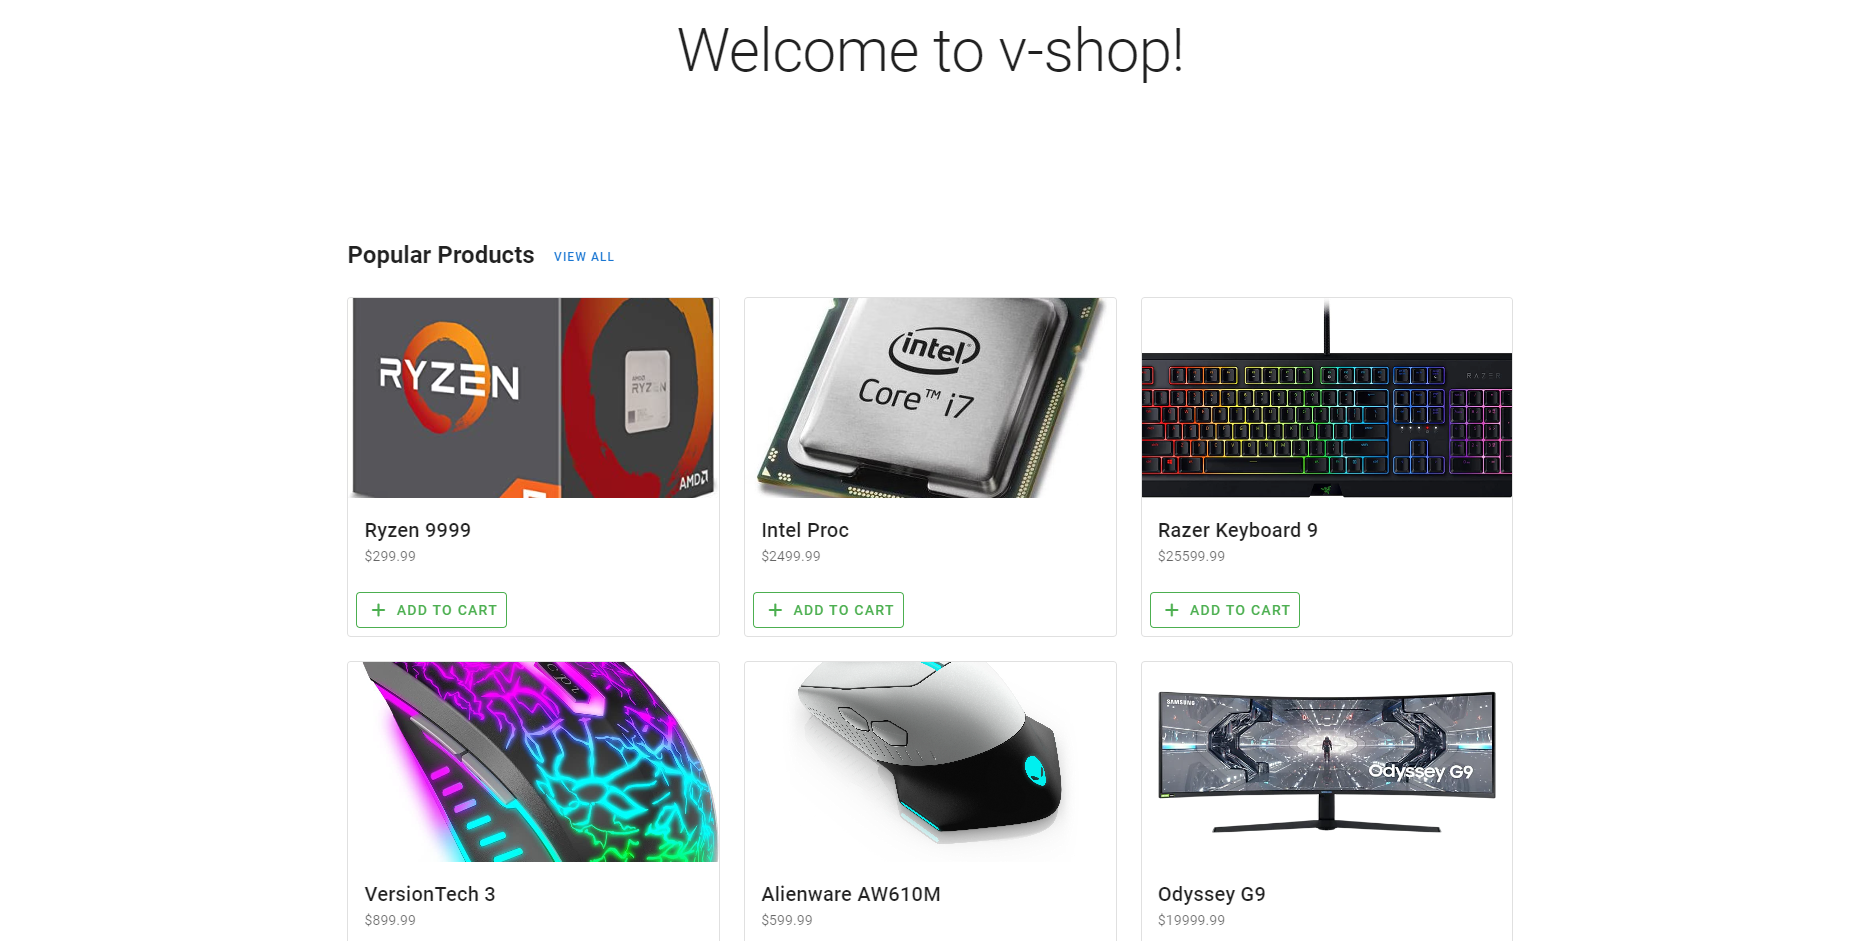 Welcome to v-shop!
Popular Products VIEW ALL
RYZEN
AMD
RYZEN
AMD
intel
Core™ i7
RAZER
Ryzen 9999
$299.99
+ ADD TO CART
Intel Proc
$2499.99
+ ADD TO CART
Razer Keyboard 9
$25599.99
+ ADD TO CART
SAMSUNG
Odyssey G9
VersionTech 3
$899.99
Alienware AW610M
$599.99
Odyssey G9
$19999.99